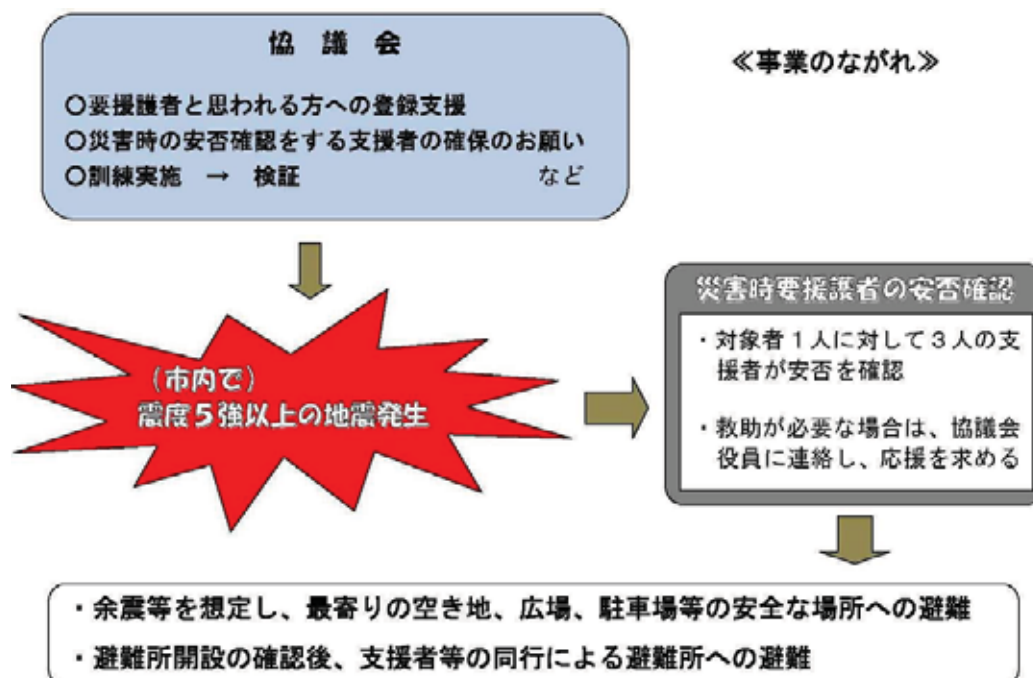 協 議 会
≪事業のながれ≫
○要援護者と思われる方への登録支援
○災害時の安否確認をする支援者の確保のお願い
○訓練実施 → 検証 など
(市内で)
震度5強以上の地震発生
災害時要援護者の安否確認
・対象者1人に対して3人の支
援者が安否を確認
・救助が必要な場合は、協議会
役員に連絡し、応援を求める
・余震等を想定し、最寄りの空き地、広場、駐車場等の安全な場所への避難
・避難所開設の確認後、支援者等の同行による避難所への避難